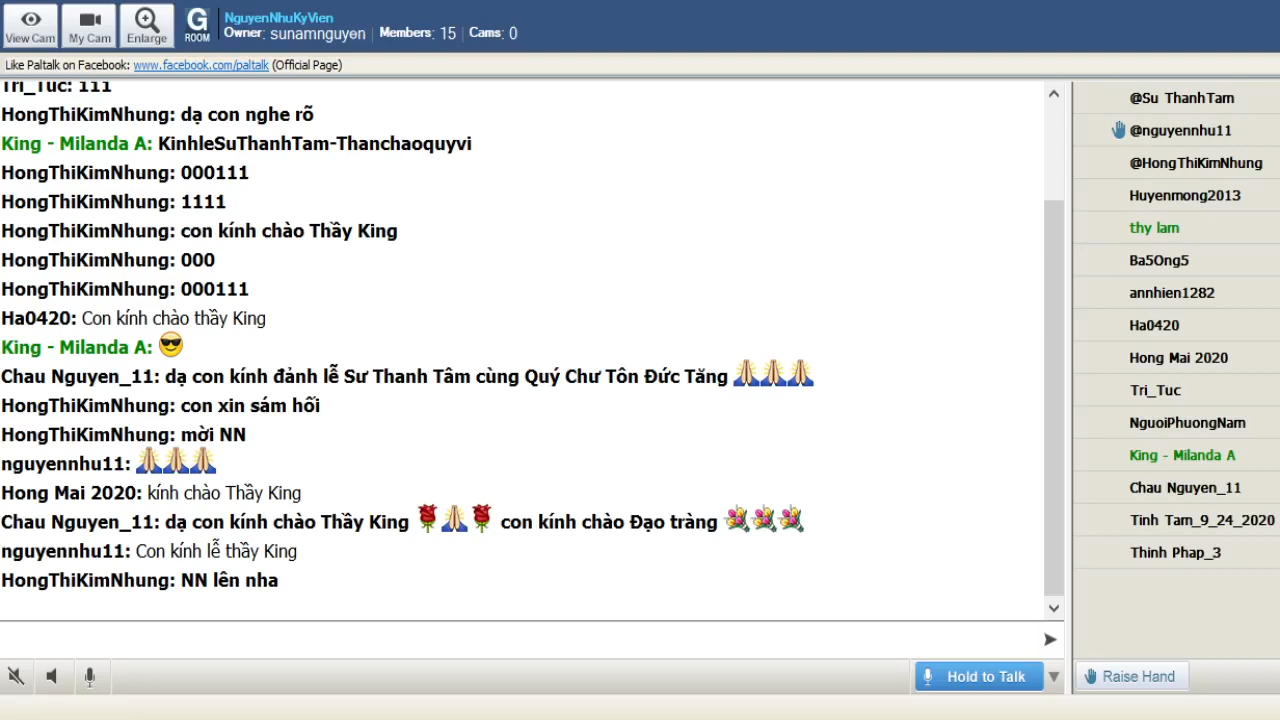 View Cam
My Cam
Enlarge
G
ROOM
NguyenNhuKyVien
Owner: sunamnguyen | Members: 15 | Cams: 0
Like Paltalk on Facebook: www.facebook.com/paltalk (Official Page)
Tri_Tuc: 111
HongThiKimNhung: dạ con nghe rõ
King - Milanda A: KinhleSuThanhTam-Thanchaoquyvi
HongThiKimNhung: 000111
HongThiKimNhung: 1111
HongThiKimNhung: con kính chào Thầy King
HongThiKimNhung: 000
HongThiKimNhung: 000111
Ha0420: Con kính chào thầy King
King - Milanda A: 😎
Chau Nguyen_11: dạ con kính đảnh lễ Sư Thanh Tâm cùng Quý Chư Tôn Đức Tăng 🙏🙏🙏
HongThiKimNhung: con xin sám hối
HongThiKimNhung: mời NN
nguyennhu11: 🙏🙏🙏
Hong Mai 2020: kính chào Thầy King
Chau Nguyen_11: dạ con kính chào Thầy King 🌹🙏🌹 con kính chào Đạo tràng 💐💐💐
nguyennhu11: Con kính lễ thầy King
HongThiKimNhung: NN lên nha
Hold to Talk
@Su ThanhTam
@nguyennhu11
@HongThiKimNhung
Huyenmong2013
thy lam
Ba5Ong5
annhien1282
Ha0420
Hong Mai 2020
Tri_Tuc
NguoiPhuongNam
King - Milanda A
Chau Nguyen_11
Tinh Tam_9_24_2020
Thinh Phap_3
Raise Hand